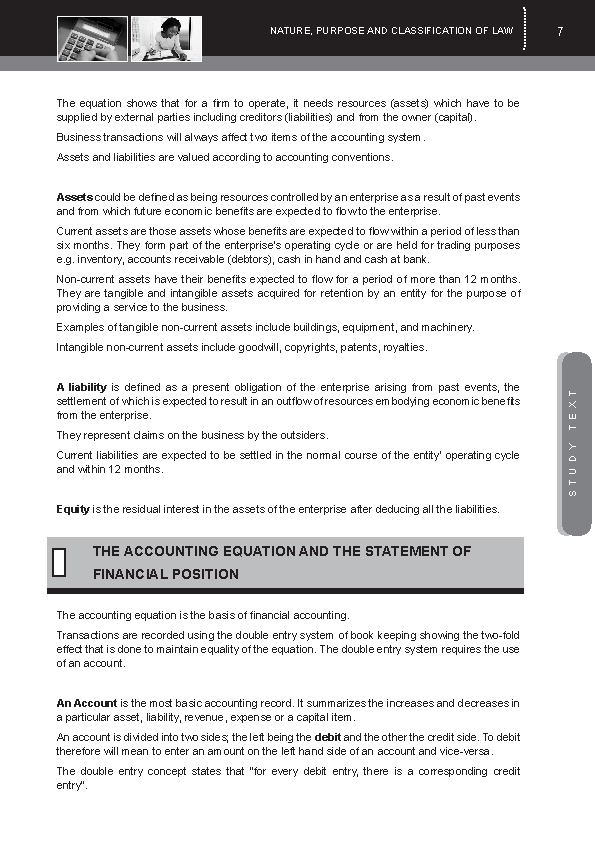 NATURE, PURPOSE AND CLASSIFICATION OF LAW
7
The equation shows that for a firm to operate, it needs resources (assets) which have to be
supplied by external parties including creditors (liabilities) and from the owner (capital).
Business transactions will always affect two items of the accounting system.
Assets and liabilities are valued according to accounting conventions.
Assets could be defined as being resources controlled by an enterprise as a result of past events
and from which future economic benefits are expected to flow to the enterprise.
Current assets are those assets whose benefits are expected to flow within a period of less than
six months. They form part of the enterprise's operating cycle or are held for trading purposes
e.g. inventory, accounts receivable (debtors), cash in hand and cash at bank.
Non-current assets have their benefits expected to flow for a period of more than 12 months.
They are tangible and intangible assets acquired for retention by an entity for the purpose of
providing a service to the business.
Examples of tangible non-current assets include buildings, equipment, and machinery.
Intangible non-current assets include goodwill, copyrights, patents, royalties.
A liability is defined as a present obligation of the enterprise arising from past events, the
settlement of which is expected to result in an outflow of resources embodying economic benefits
from the enterprise.
They represent claims on the business by the outsiders.
Current liabilities are expected to be settled in the normal course of the entity' operating cycle
and within 12 months.
Equity is the residual interest in the assets of the enterprise after deducing all the liabilities.
STUDY TEXT
THE ACCOUNTING EQUATION AND THE STATEMENT OF
FINANCIAL POSITION
The accounting equation is the basis of financial accounting.
Transactions are recorded using the double entry system of book keeping showing the two-fold
effect that is done to maintain equality of the equation. The double entry system requires the use
of an account.
An Account is the most basic accounting record. It summarizes the increases and decreases in
a particular asset, liability, revenue, expense or a capital item.
An account is divided into two sides; the left being the debit and the other the credit side. To debit
therefore will mean to enter an amount on the left hand side of an account and vice-versa.
The double entry concept states that "for every debit entry, there is a corresponding credit
entry".